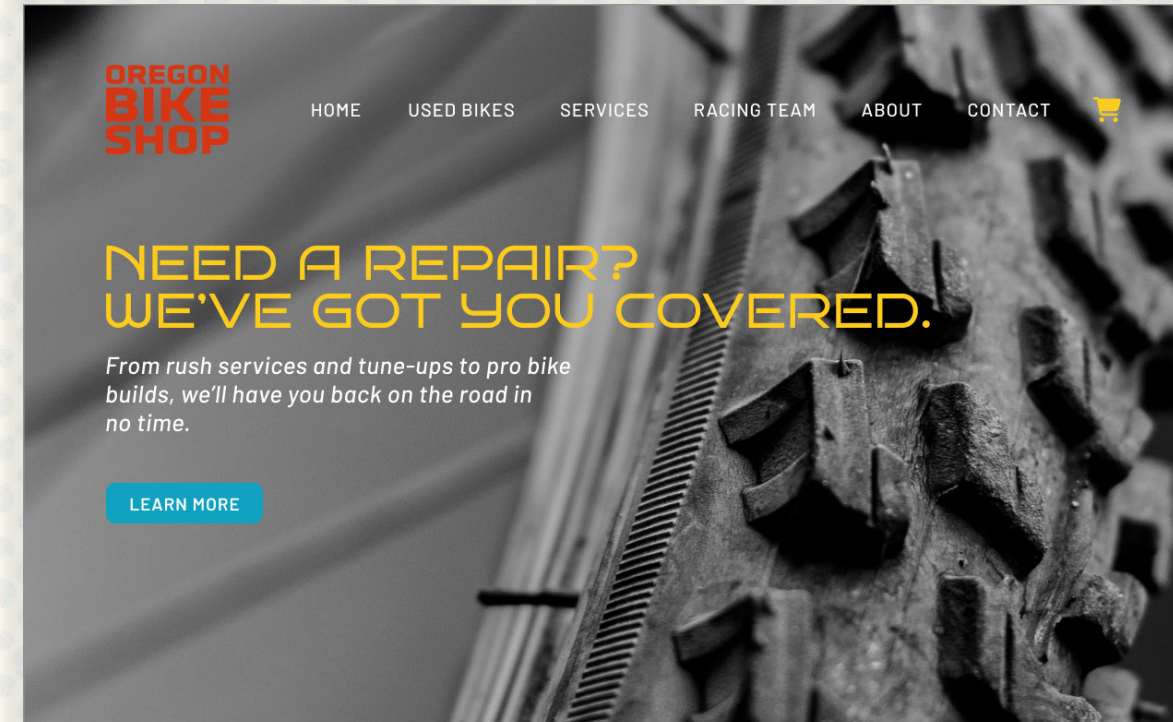 OREGON
BIKE
SHOP
HOME USED BIKES SERVICES RACING TEAM ABOUT CONTACT
NEED A REPAIR?
WE'VE GOT YOU COVERED.
From rush services and tune-ups to pro bike
builds, we'll have you back on the road in
no time.
LEARN MORE